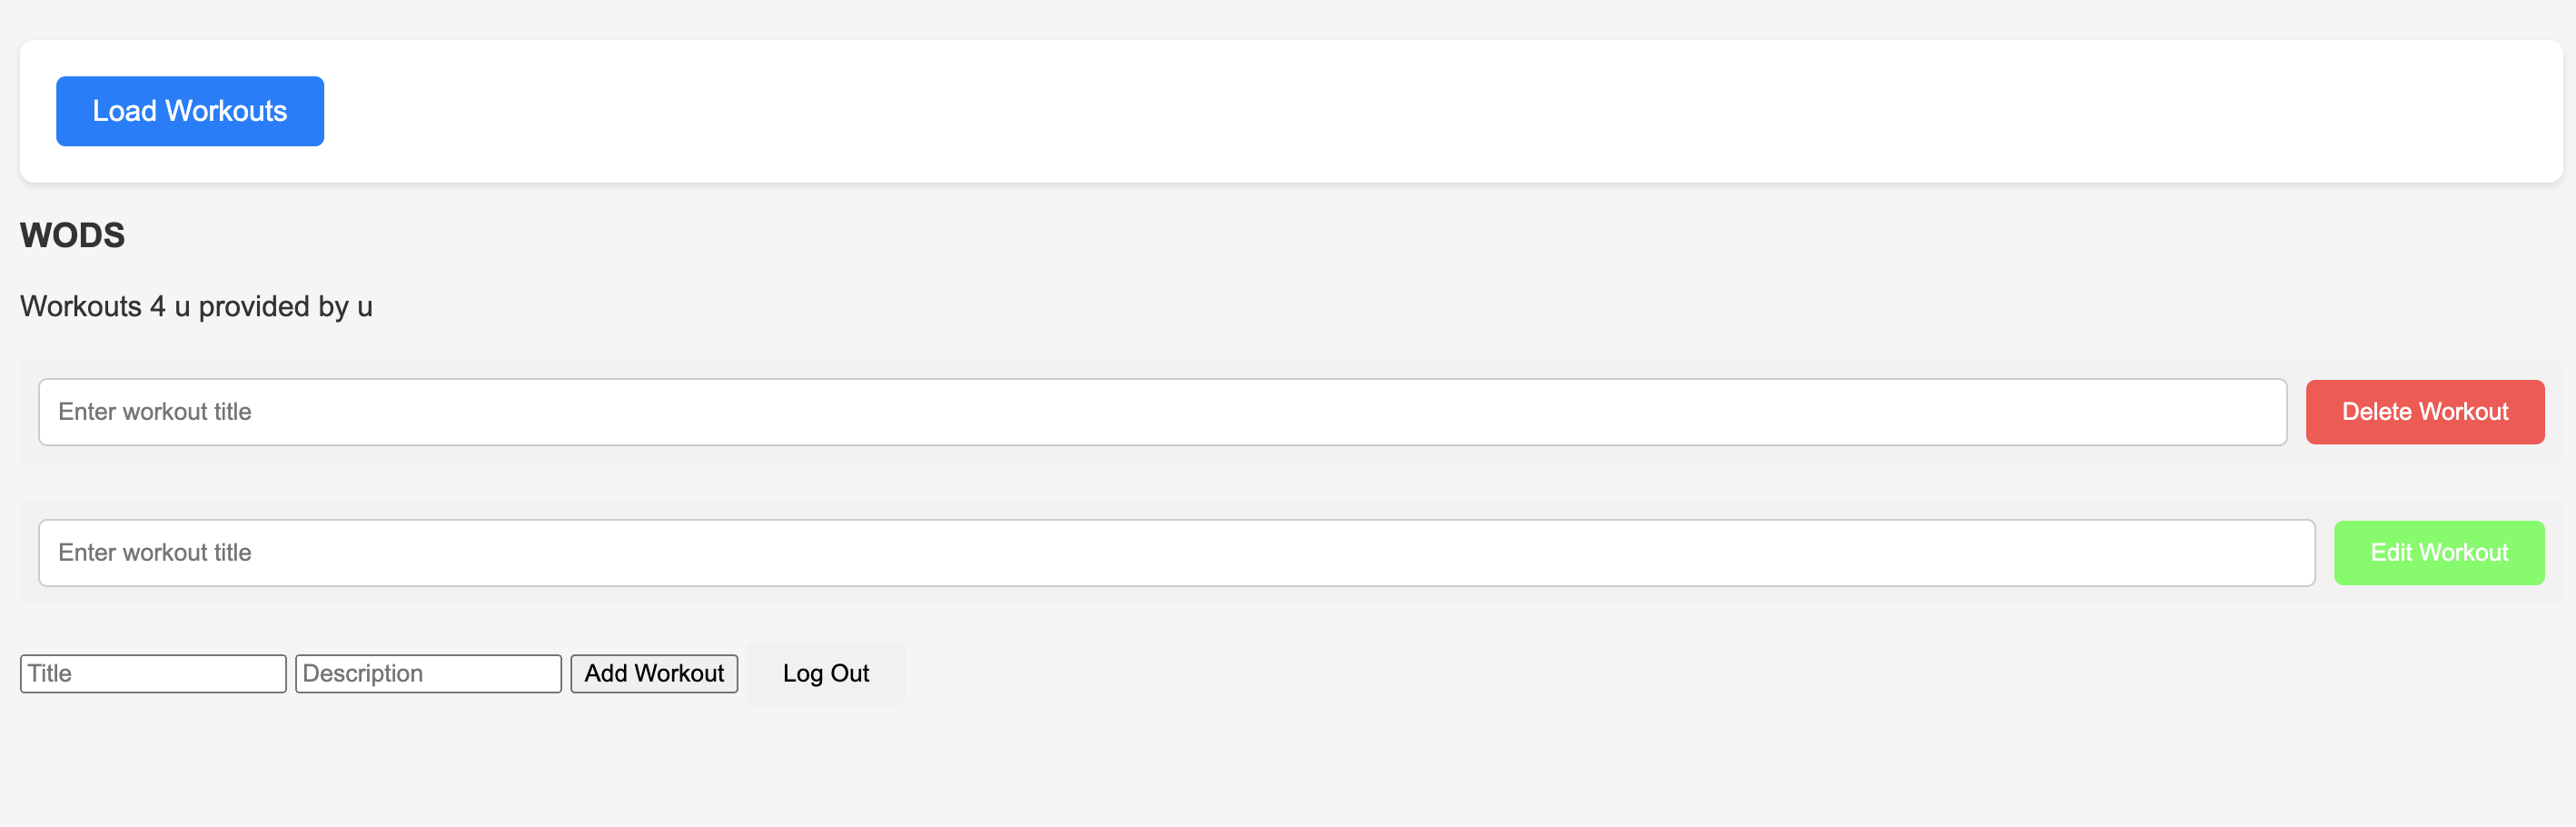 Load Workouts
WODS
Workouts 4 u provided by u
Enter workout title Delete Workout
Enter workout title Edit Workout
Title Description Add Workout Log Out